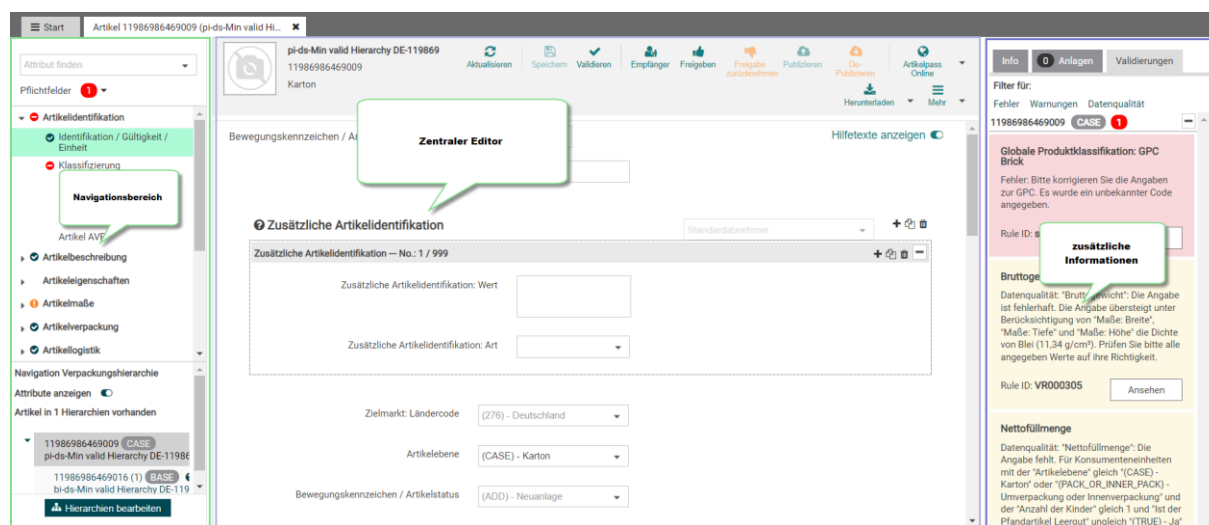 Start
Artikel 11986986469009 (pi-ds-Min valid Hi...
Attribut finden
Pflichtfelder 1
Artikelidentifikation
Identifikation / Gültigkeit /
Einheit
Klassifizierung
Navigationsbereich
Artikel
Artikelbeschreibung
Artikeleigenschaften
Artikelmaße
Artikelverpackung
Artikellogistik
Navigation Verpackungshierarchie
Attribute anzeigen
Artikel in 1 Hierarchien vorhanden
11986986469009 CASE
pi-ds-Min valid Hierarchy DE-11986
11986986469016 (1) BASE
bi-ds-Min valid Hierarchy DE-119
Hierarchien bearbeiten
pi-ds-Min valid Hierarchy DE-119869
11986986469009
Karton
Aktualisieren
Speichern
Validieren
Empfänger
Freigeben
Freigabe
zurücknehmen
Publizieren
De-
Publizieren
Artikelpass
Online
Herunterladen
Mehr
Bewegungskennzeichen /
Zentraler Editor
Hilfetexte anzeigen
Zusätzliche Artikelidentifikation
Standardabnehmer
Zusätzliche Artikelidentifikation — No.: 1 / 999
Zusätzliche Artikelidentifikation: Wert
Zusätzliche Artikelidentifikation: Art
Zielmarkt: Ländercode
(276) - Deutschland
Artikelebene
(CASE) - Karton
Bewegungskennzeichen / Artikelstatus
(ADD) - Neuanlage
Info
0 Anlagen
Validierungen
Filter für:
Fehler Warnungen Datenqualität
11986986469009 CASE 1
Globale Produktklassifikation: GPC
Brick
Fehler: Bitte korrigieren Sie die Angaben
zur GPC. Es wurde ein unbekannter Code
angegeben.
Rule ID:
zusätzliche
Informationen
Datenqualität: "Bruttogewicht": Die Angabe
ist fehlerhaft. Die Angabe übersteigt unter
Berücksichtigung von "Maße: Breite",
"Maße: Tiefe" und "Maße: Höhe" die Dichte
von Blei (11,34 g/cm³). Prüfen Sie bitte alle
angegeben Werte auf ihre Richtigkeit.
Rule ID: VR000305
Ansehen
Nettofüllmenge
Datenqualität: "Nettofüllmenge": Die
Angabe fehlt. Für Konsumenteneinheiten
mit der "Artikelebene" gleich "(CASE) -
Karton" oder "(PACK_OR_INNER_PACK) -
Umverpackung oder Innenverpackung" und
der "Anzahl der Kinder" gleich 1 und "Ist der
Pfandartikel Leergut" ungleich "(TRUE) - Ja"